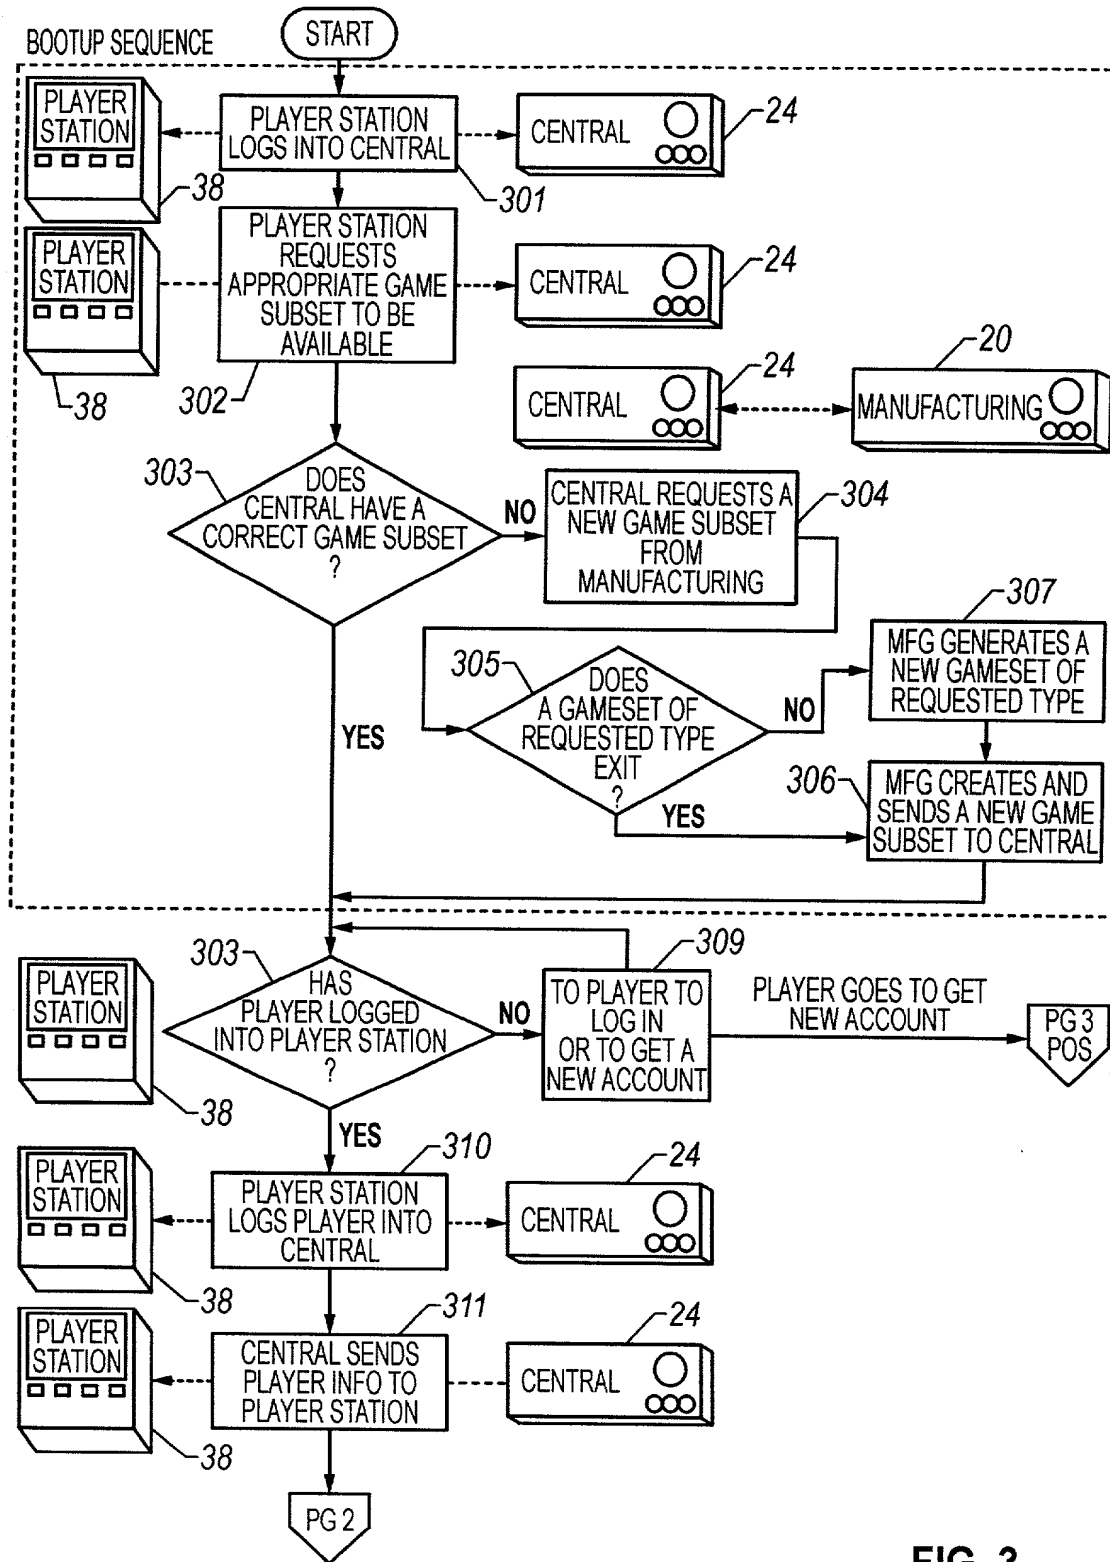 START
BOOTUP SEQUENCE
PLAYER
STATION
38
PLAYER STATION
LOGS INTO CENTRAL
301
CENTRAL
24
PLAYER
STATION
38
PLAYER STATION
REQUESTS
APPROPRIATE GAME
SUBSET TO BE
AVAILABLE
302
CENTRAL
24
CENTRAL
24
MANUFACTURING
20
303
DOES
CENTRAL HAVE A
CORRECT GAME SUBSET
?
NO
YES
CENTRAL REQUESTS A
NEW GAME SUBSET
FROM
MANUFACTURING
304
305
DOES
A GAMESET OF
REQUESTED TYPE
EXIT
?
NO
YES
307
MFG GENERATES A
NEW GAMESET OF
REQUESTED TYPE
306
MFG CREATES AND
SENDS A NEW GAME
SUBSET TO CENTRAL
PLAYER
STATION
38
303
HAS
PLAYER LOGGED
INTO PLAYER STATION
?
NO
YES
309
TO PLAYER TO
LOG IN
OR TO GET A
NEW ACCOUNT
PLAYER GOES TO GET
NEW ACCOUNT
PG 3
POS
PLAYER
STATION
38
310
PLAYER STATION
LOGS PLAYER INTO
CENTRAL
CENTRAL
24
PLAYER
STATION
38
311
CENTRAL SENDS
PLAYER INFO TO
PLAYER STATION
CENTRAL
24
PG 2